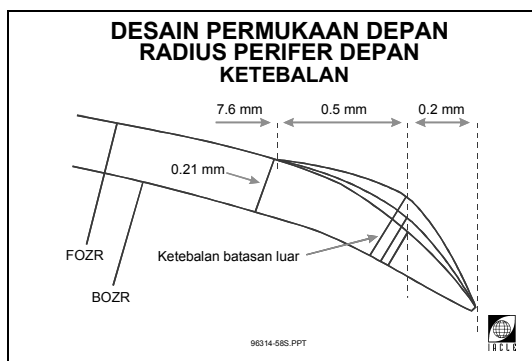 DESAIN PERMUKAAN DEPAN
RADIUS PERIFER DEPAN
KETEBALAN
7.6 mm
0.5 mm
0.2 mm
0.21 mm
Ketebalan batasan luar
FOZR
BOZR
96314-58S.PPT
IACLE